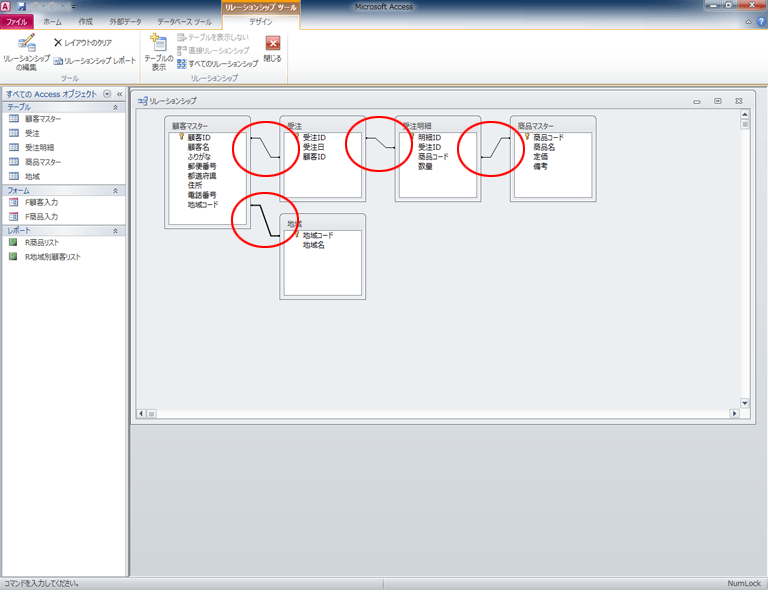 リレーションシップ ツール
Microsoft Access
ファイル ホーム 作成 外部データ データベース ツール デザイン
リレーションシップの編集
レイアウトのクリア
リレーションシップ レポート
ツール
テーブルの表示
テーブルを表示しない
直接リレーションシップ
すべてのリレーションシップ
閉じる
リレーションシップ
すべての Access オブジェクト
テーブル
顧客マスター
受注
受注明細
商品マスター
地域
フォーム
F顧客入力
F商品入力
レポート
R商品リスト
R地域別顧客リスト
リレーションシップ
顧客マスター
顧客ID
顧客名
ふりがな
郵便番号
都道府県
住所
電話番号
地域コード
受注
受注ID
受注日
顧客ID
受注明細
明細ID
受注ID
商品コード
数量
商品マスター
商品コード
商品名
定価
備考
地域
地域コード
地域名
コマンドを入力してください。
NumLock